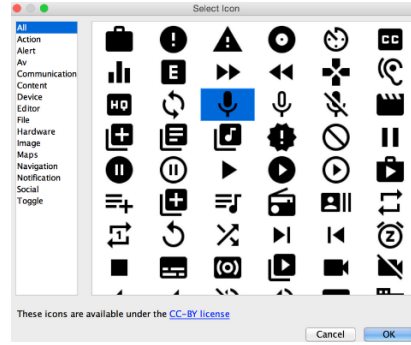 Select Icon
All
Action
Alert
Av
Communication
Content
Device
Editor
File
Hardware
Image
Maps
Navigation
Notification
Social
Toggle
CC
E
HQ
1
Z
These icons are available under the CC-BY license
Cancel
OK